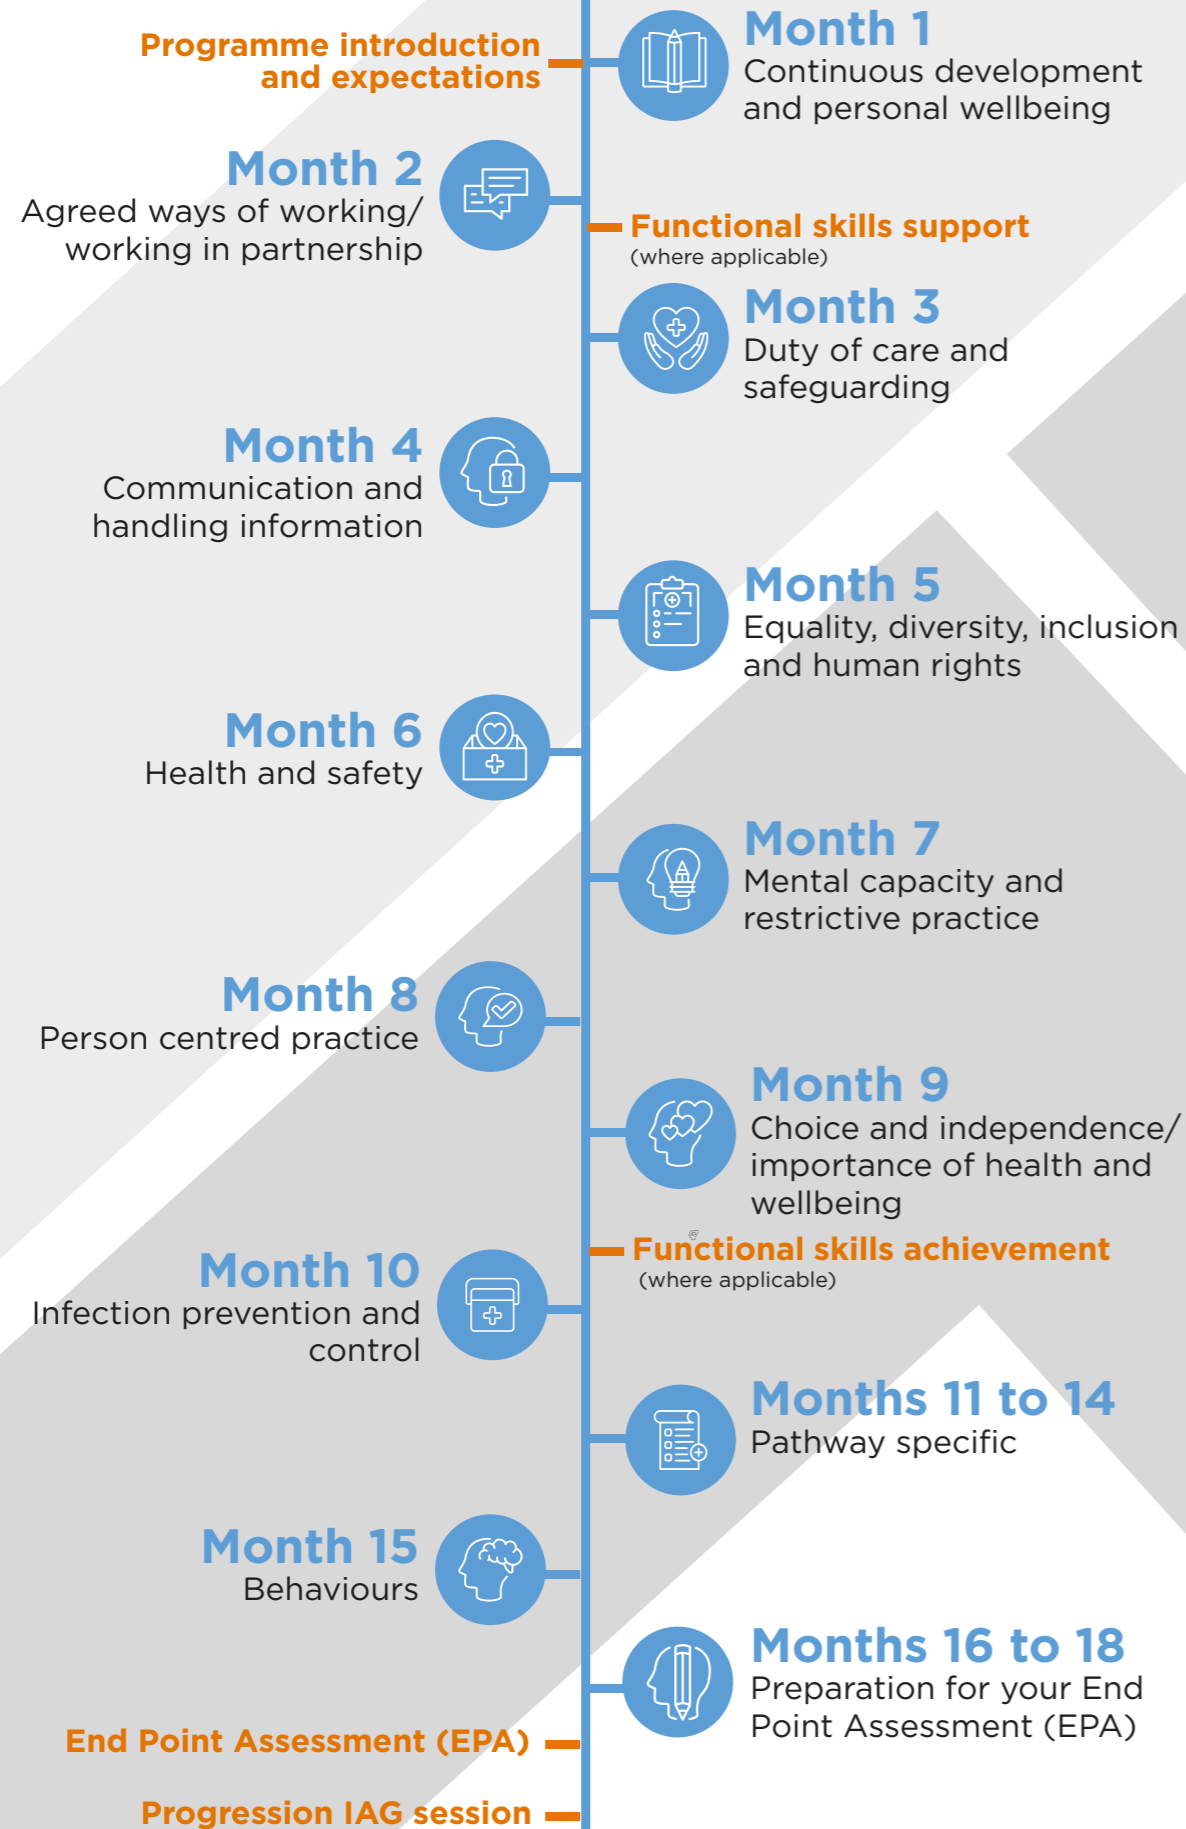 Programme introduction
and expectations
Month 1
Continuous development
and personal wellbeing
Month 2
Agreed ways of working/
working in partnership
Functional skills support
(where applicable)
Month 3
Duty of care and
safeguarding
Month 4
Communication and
handling information
Month 5
Equality, diversity, inclusion
and human rights
Month 6
Health and safety
Month 7
Mental capacity and
restrictive practice
Month 8
Person centred practice
Month 9
Choice and independence/
importance of health and
wellbeing
Functional skills achievement
(where applicable)
Month 10
Infection prevention and
control
Months 11 to 14
Pathway specific
Month 15
Behaviours
Months 16 to 18
Preparation for your End
Point Assessment (EPA)
End Point Assessment (EPA)
Progression IAG session